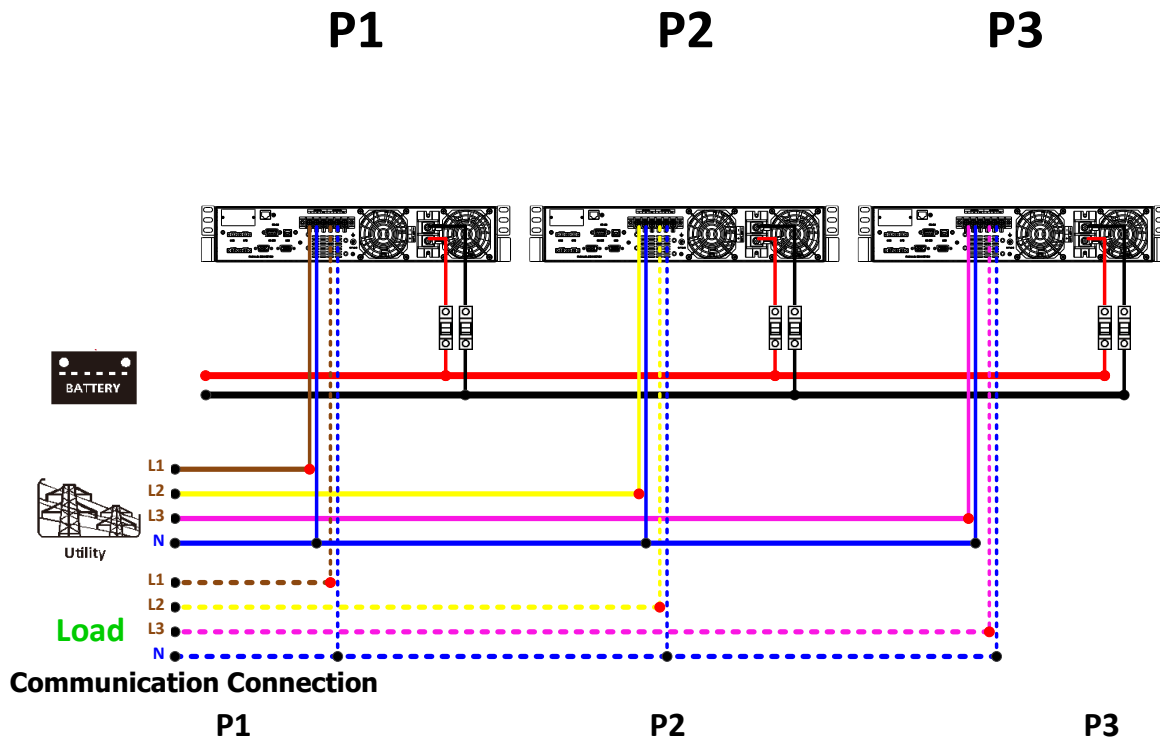 P1 P2 P3
BATTERY
L1
L2
L3
N
Utility
L1
L2
L3
N
Load
Communication Connection
P1 P2 P3